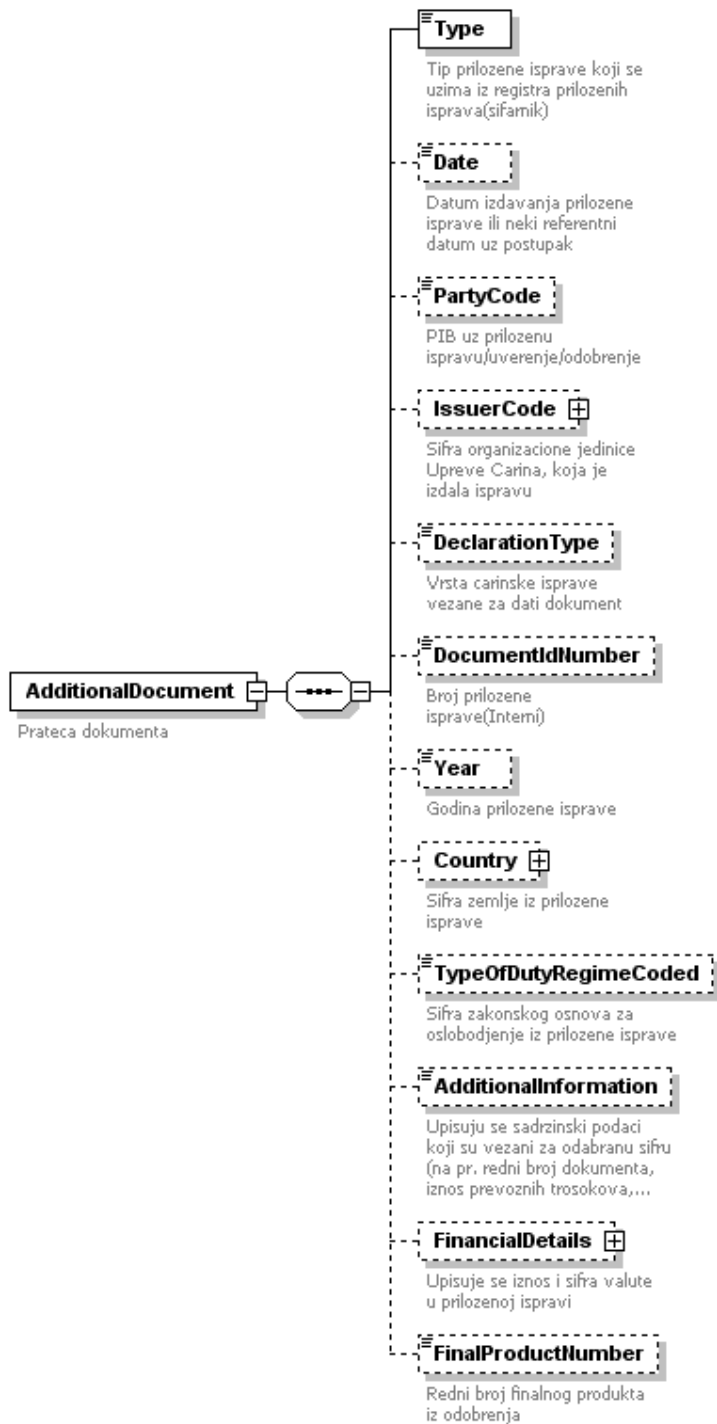 Type
Tip prilozene isprave koji se
uzima iz registra prilozenih
isprava(sifarnik)
Date
Datum izdavanja prilozene
isprave ili neki referentni
datum uz postupak
PartyCode
PIB uz prilozenu
ispravu/uverenje/odobrenje
IssuerCode
Sifra organizacione jedinice
Upreve Carina, koja je
izdala ispravu
DeclarationType
Vrsta carinske isprave
vezane za dati dokument
AdditionalDocument
Prateca dokumenta
DocumentIdNumber
Broj prilozene
isprave(Interni)
Year
Godina prilozene isprave
Country
Sifra zemlje iz prilozene
isprave
TypeOfDutyRegimeCoded
Sifra zakonskog osnova za
oslobodjenje iz prilozene isprave
AdditionalInformation
Upisuju se sadrzinski podaci
koji su vezani za odabranu sifru
(na pr. redni broj dokumenta,
iznos prevoznih trosokova,...
FinancialDetails
Upisuje se iznos i sifra valute
u prilozenoj ispravi
FinalProductNumber
Redni broj finalnog produkta
iz odobrenja